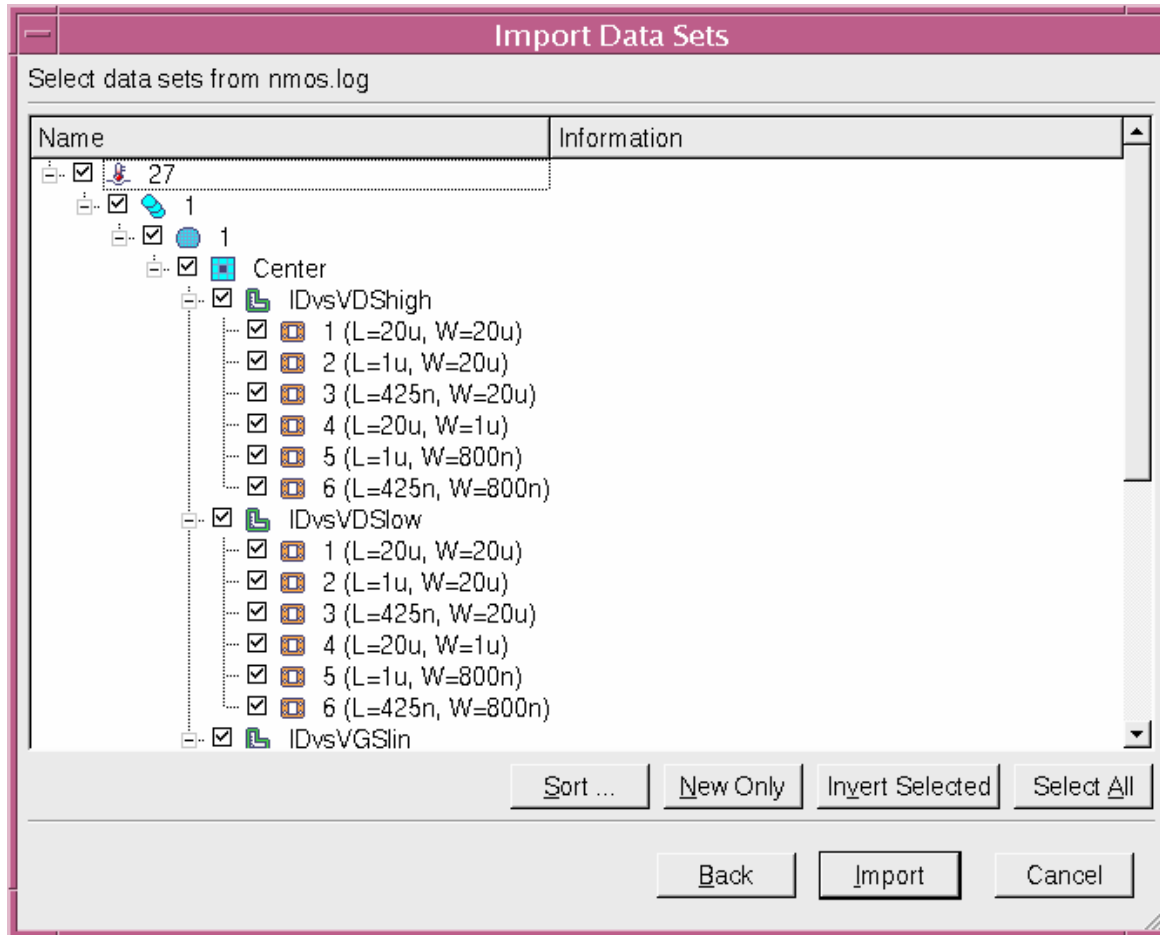 Import Data Sets
Select data sets from nmos.log
Name Information
27
1
1
Center
IDvsVDShigh
1 (L=20u, W=20u)
2 (L=1u, W=20u)
3 (L=425n, W=20u)
4 (L=20u, W=1u)
5 (L=1u, W=800n)
6 (L=425n, W=800n)
IDvsVDSlow
1 (L=20u, W=20u)
2 (L=1u, W=20u)
3 (L=425n, W=20u)
4 (L=20u, W=1u)
5 (L=1u, W=800n)
6 (L=425n, W=800n)
IDvsVGSlin
Sort ... New Only Invert Selected Select All
Back Import Cancel